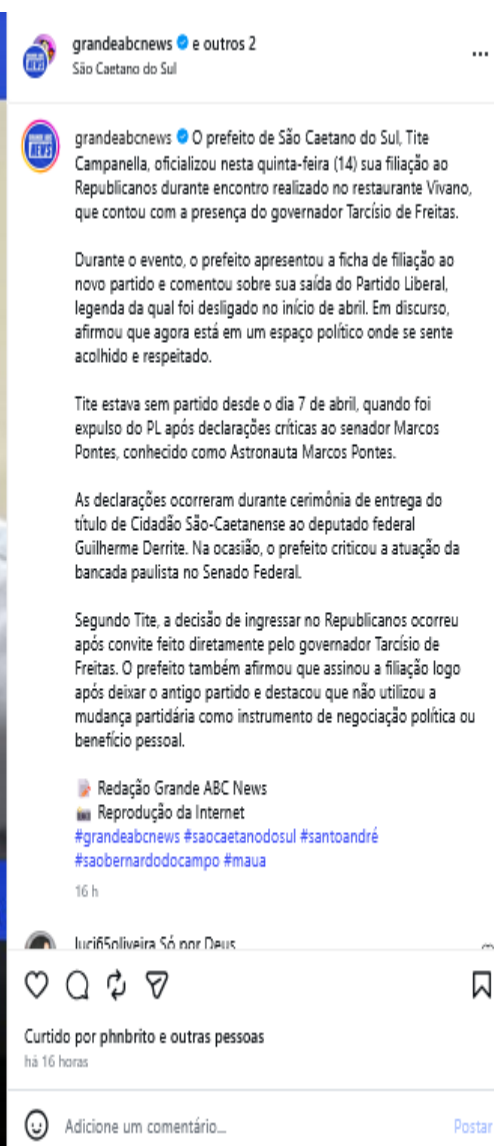 grandeabcnews e outros 2
São Caetano do Sul
grandeabcnews O prefeito de São Caetano do Sul, Tite
Campanella, oficializou nesta quinta-feira (14) sua filiação ao
Republicanos durante encontro realizado no restaurante Vivano,
que contou com a presença do governador Tarcísio de Freitas.
Durante o evento, o prefeito apresentou a ficha de filiação ao
novo partido e comentou sobre sua saída do Partido Liberal,
legenda da qual foi desligado no início de abril. Em discurso,
afirmou que agora está em um espaço político onde se sente
acolhido e respeitado.
Tite estava sem partido desde o dia 7 de abril, quando foi
expulso do PL após declarações críticas ao senador Marcos
Pontes, conhecido como Astronauta Marcos Pontes.
As declarações ocorreram durante cerimônia de entrega do
título de Cidadão São-Caetanense ao deputado federal
Guilherme Derrite. Na ocasião, o prefeito criticou a atuação da
bancada paulista no Senado Federal.
Segundo Tite, a decisão de ingressar no Republicanos ocorreu
após convite feito diretamente pelo governador Tarcísio de
Freitas. O prefeito também afirmou que assinou a filiação logo
após deixar o antigo partido e destacou que não utilizou a
mudança partidária como instrumento de negociação política ou
benefício pessoal.
Redação Grande ABC News
Reprodução da Internet
#grandeabcnews #saocaetanodosul #santoandré
#saobernardodocampo #maua
16 h
Só por Deus
Curtido por phnbrito e outras pessoas
há 16 horas
Adicione um comentário...
Postar